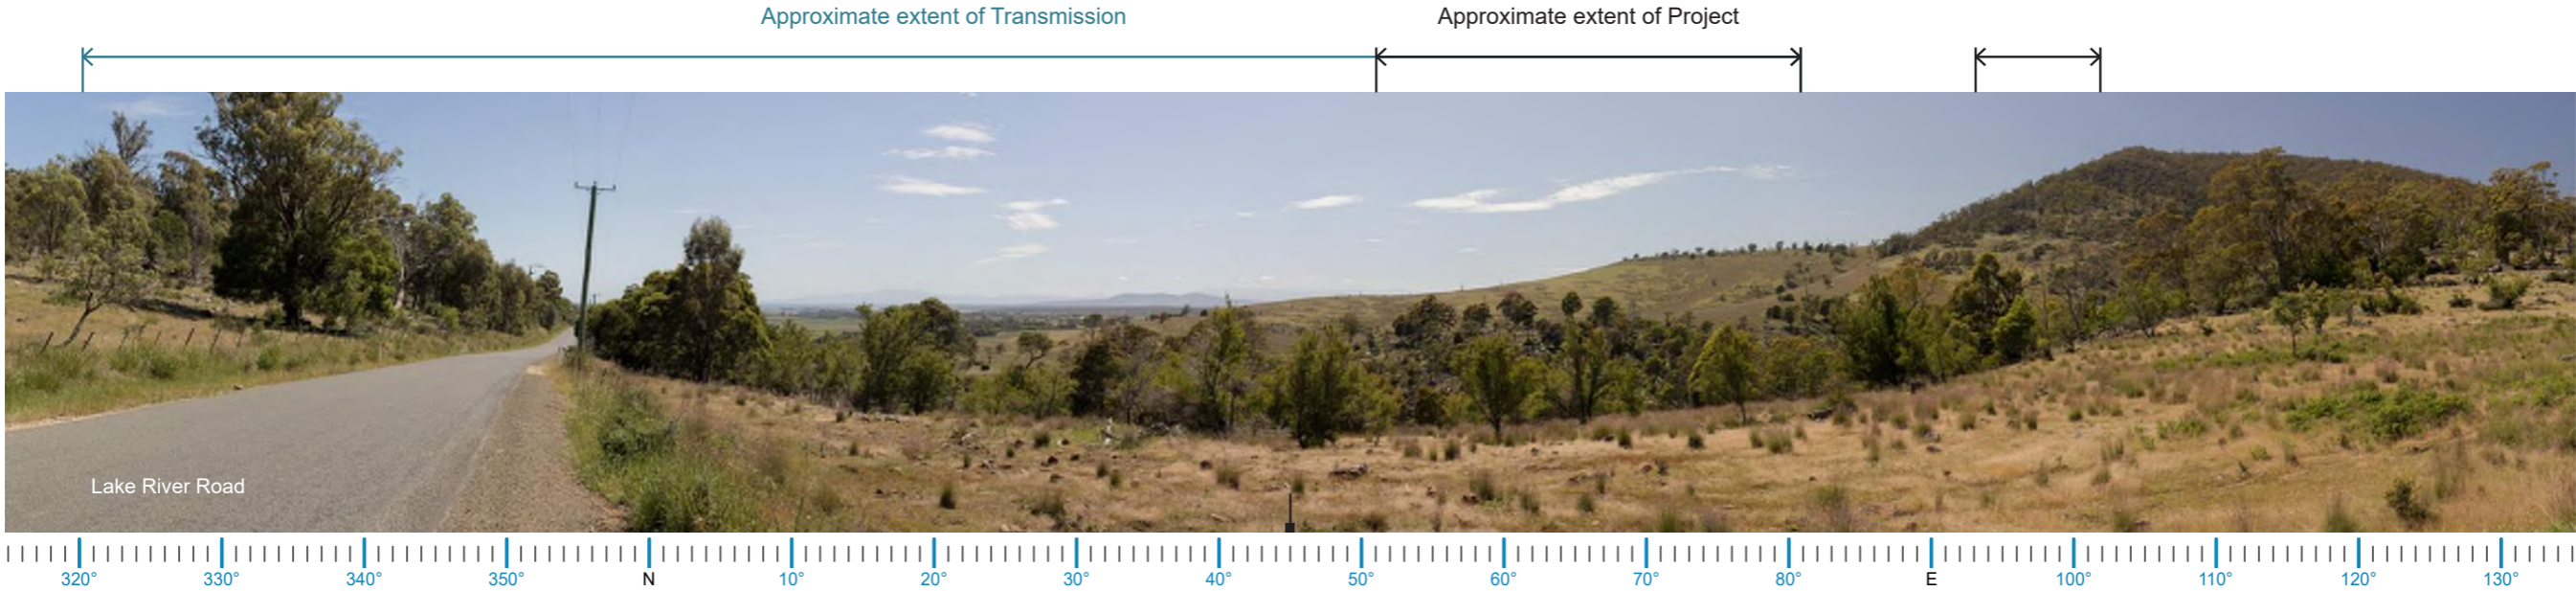 Approximate extent of Transmission
Approximate extent of Project
Lake River Road
320° 330° 340° 350° N 10° 20° 30° 40° 50° 60° 70° 80° E 100° 110° 120° 130°